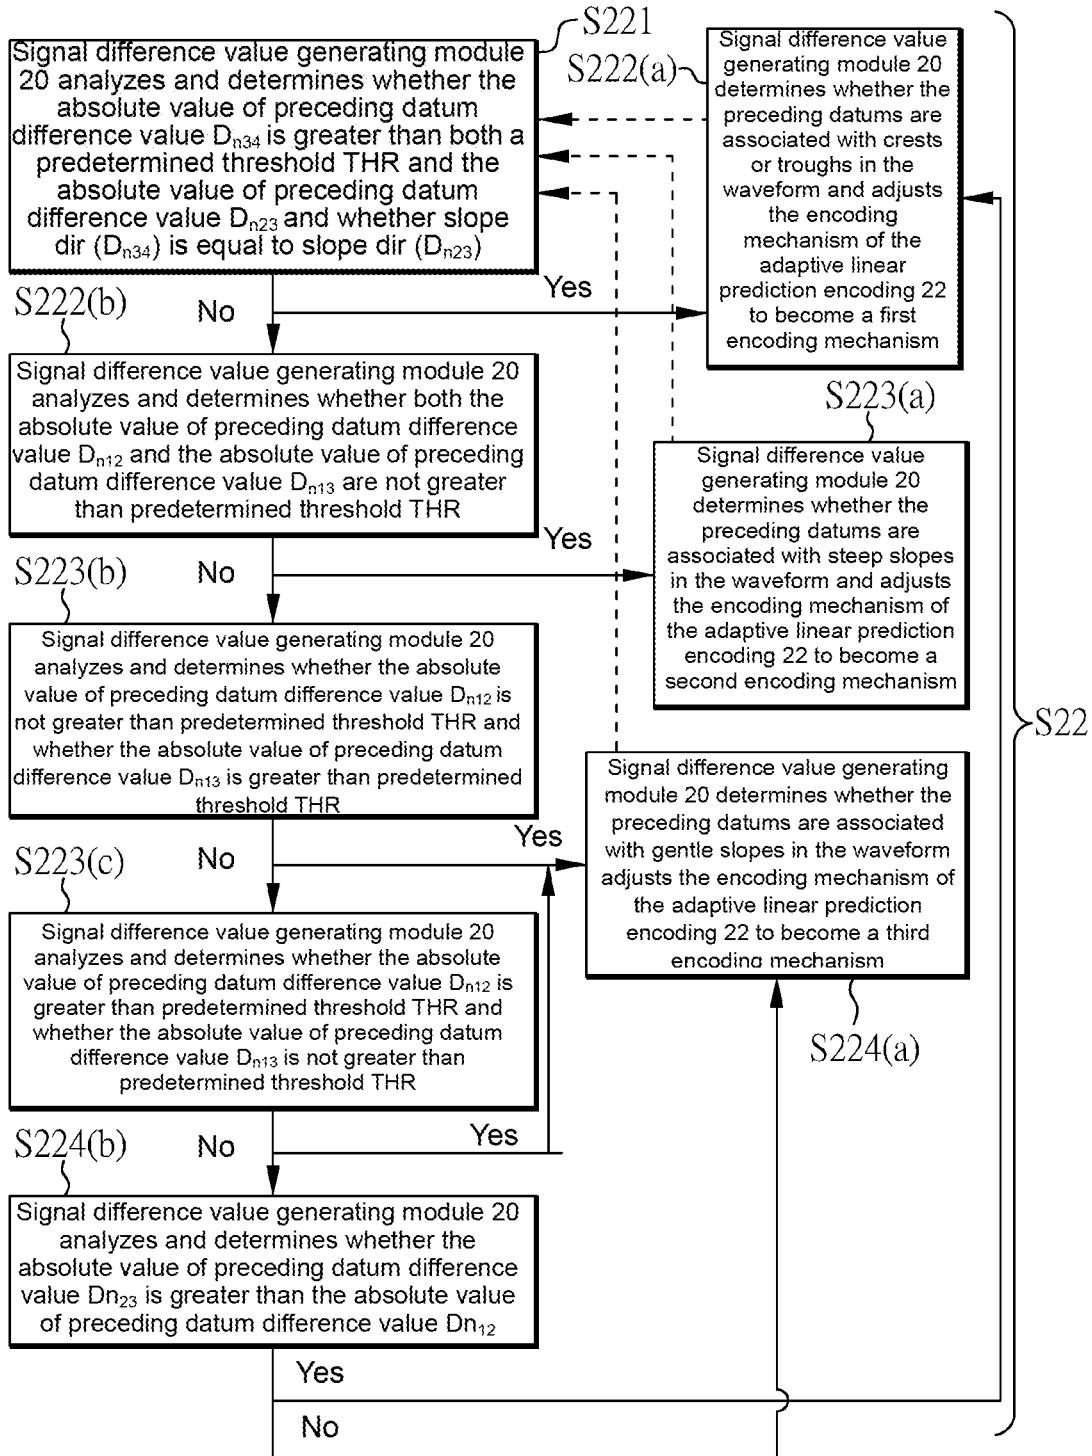 S221
Signal difference value generating module
20 analyzes and determines whether the
absolute value of preceding datum
difference value Dn34 is greater than both a
predetermined threshold THR and the
absolute value of preceding datum
difference value Dn23 and whether slope
dir (Dn34) is equal to slope dir (Dn23)
S222(a)
Signal difference value
generating module 20
determines whether the
preceding datums are
associated with crests
or troughs in the
waveform and adjusts
the encoding
mechanism of the
adaptive linear
prediction encoding 22
to become a first
encoding mechanism
S222(b)
No
Yes
Signal difference value generating module 20
analyzes and determines whether both the
absolute value of preceding datum difference
value Dn12 and the absolute value of preceding
datum difference value Dn13 are not greater
than predetermined threshold THR
S223(a)
Signal difference value
generating module 20
determines whether the
preceding datums are
associated with steep slopes
in the waveform and adjusts
the encoding mechanism of
the adaptive linear prediction
encoding 22 to become a
second encoding mechanism
S223(b)
No
Yes
Signal difference value generating module 20
analyzes and determines whether the absolute
value of preceding datum difference value Dn12 is
not greater than predetermined threshold THR and
whether the absolute value of preceding datum
difference value Dn13 is greater than predetermined
threshold THR
S22
Signal difference value generating
module 20 determines whether the
preceding datums are associated
with gentle slopes in the waveform
adjusts the encoding mechanism of
the adaptive linear prediction
encoding 22 to become a third
encoding mechanism
S224(a)
S223(c)
No
Yes
Signal difference value generating module 20
analyzes and determines whether the absolute
value of preceding datum difference value Dn12 is
greater than predetermined threshold THR and
whether the absolute value of preceding datum
difference value Dn13 is not greater than
predetermined threshold THR
S224(b)
No
Yes
Signal difference value generating module 20
analyzes and determines whether the
absolute value of preceding datum difference
value Dn23 is greater than the absolute value
of preceding datum difference value Dn12
Yes
No